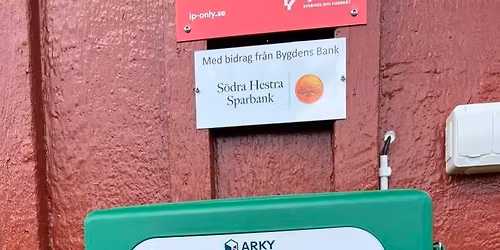 ip-only.se
Med bidrag från Bygdens Bank
Södra Hestra
Sparbank
ARKY